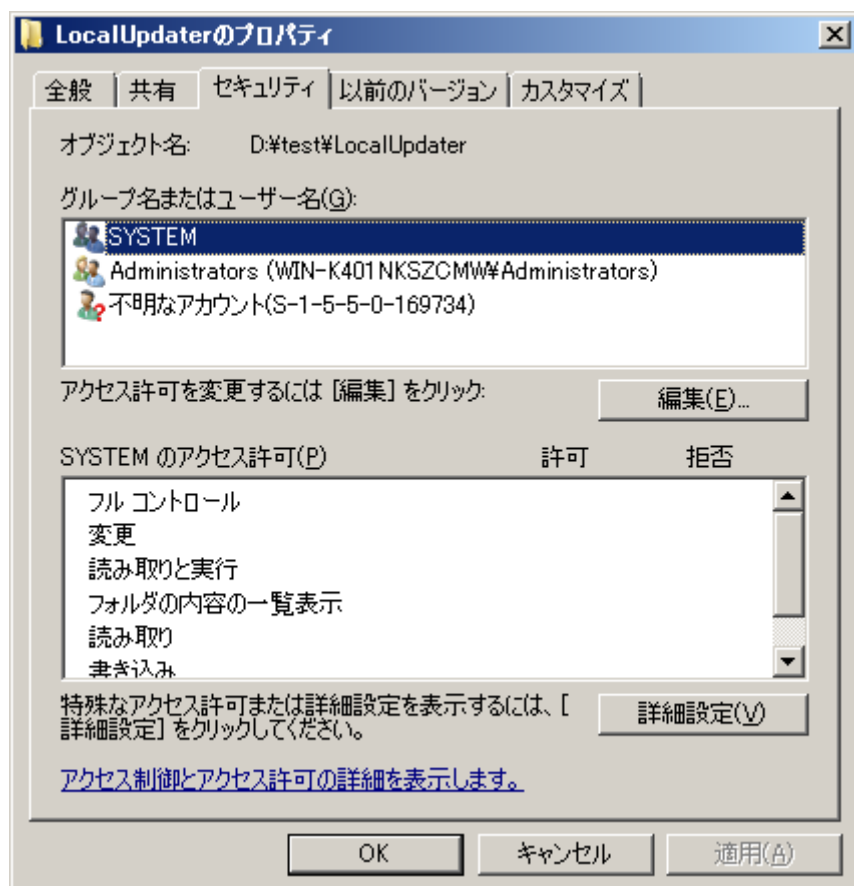 LocalUpdaterのプロパティ
全般 共有 セキュリティ 以前のバージョン カスタマイズ
オブジェクト名: D:¥test¥LocalUpdater
グループ名またはユーザー名(G):
SYSTEM
Administrators (WIN-K401NKSZCMW¥Administrators)
不明なアカウント(S-1-5-5-0-169734)
アクセス許可を変更するには [編集] をクリック:
編集(E)...
SYSTEM のアクセス許可(P) 許可 拒否
フル コントロール
変更
読み取りと実行
フォルダの内容の一覧表示
読み取り
書き込み
特殊なアクセス許可または詳細設定を表示するには、[
詳細設定] をクリックしてください。
詳細設定(V)
アクセス制御とアクセス許可の詳細を表示します。
OK キャンセル 適用(A)